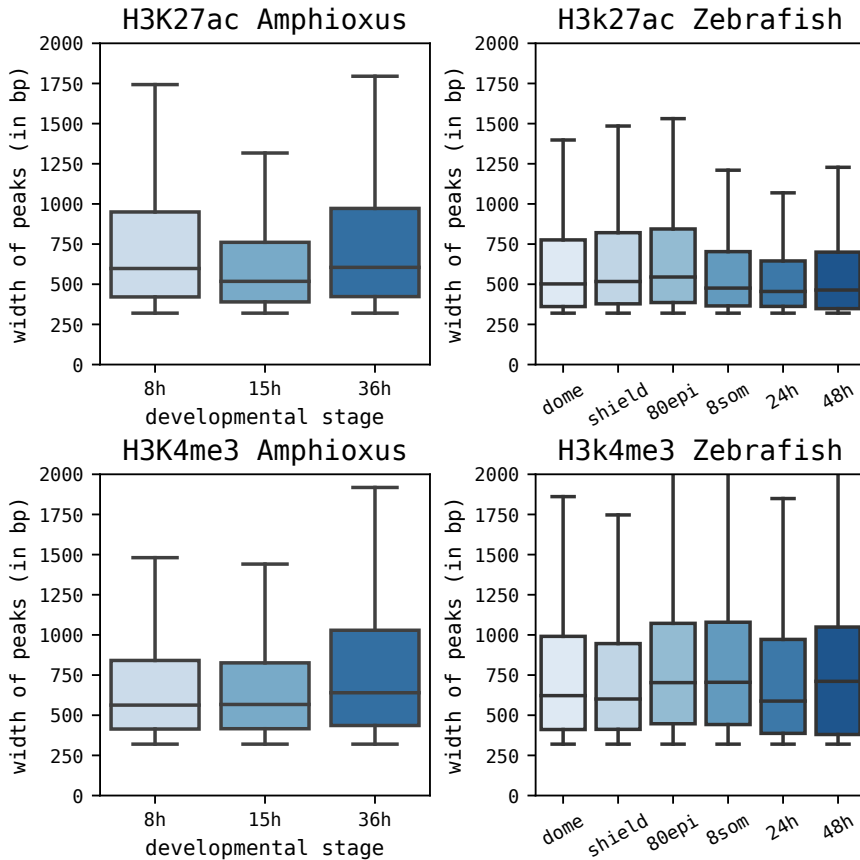 H3K27ac Amphioxus
width of peaks (in bp)
2000
1750
1500
1250
1000
750
500
250
0
8h 15h 36h
developmental stage
H3k27ac Zebrafish
width of peaks (in bp)
2000
1750
1500
1250
1000
750
500
250
0
dome shield 80epi 8som 24h 48h
H3K4me3 Amphioxus
width of peaks (in bp)
2000
1750
1500
1250
1000
750
500
250
0
8h 15h 36h
developmental stage
H3k4me3 Zebrafish
width of peaks (in bp)
2000
1750
1500
1250
1000
750
500
250
0
dome shield 80epi 8som 24h 48h